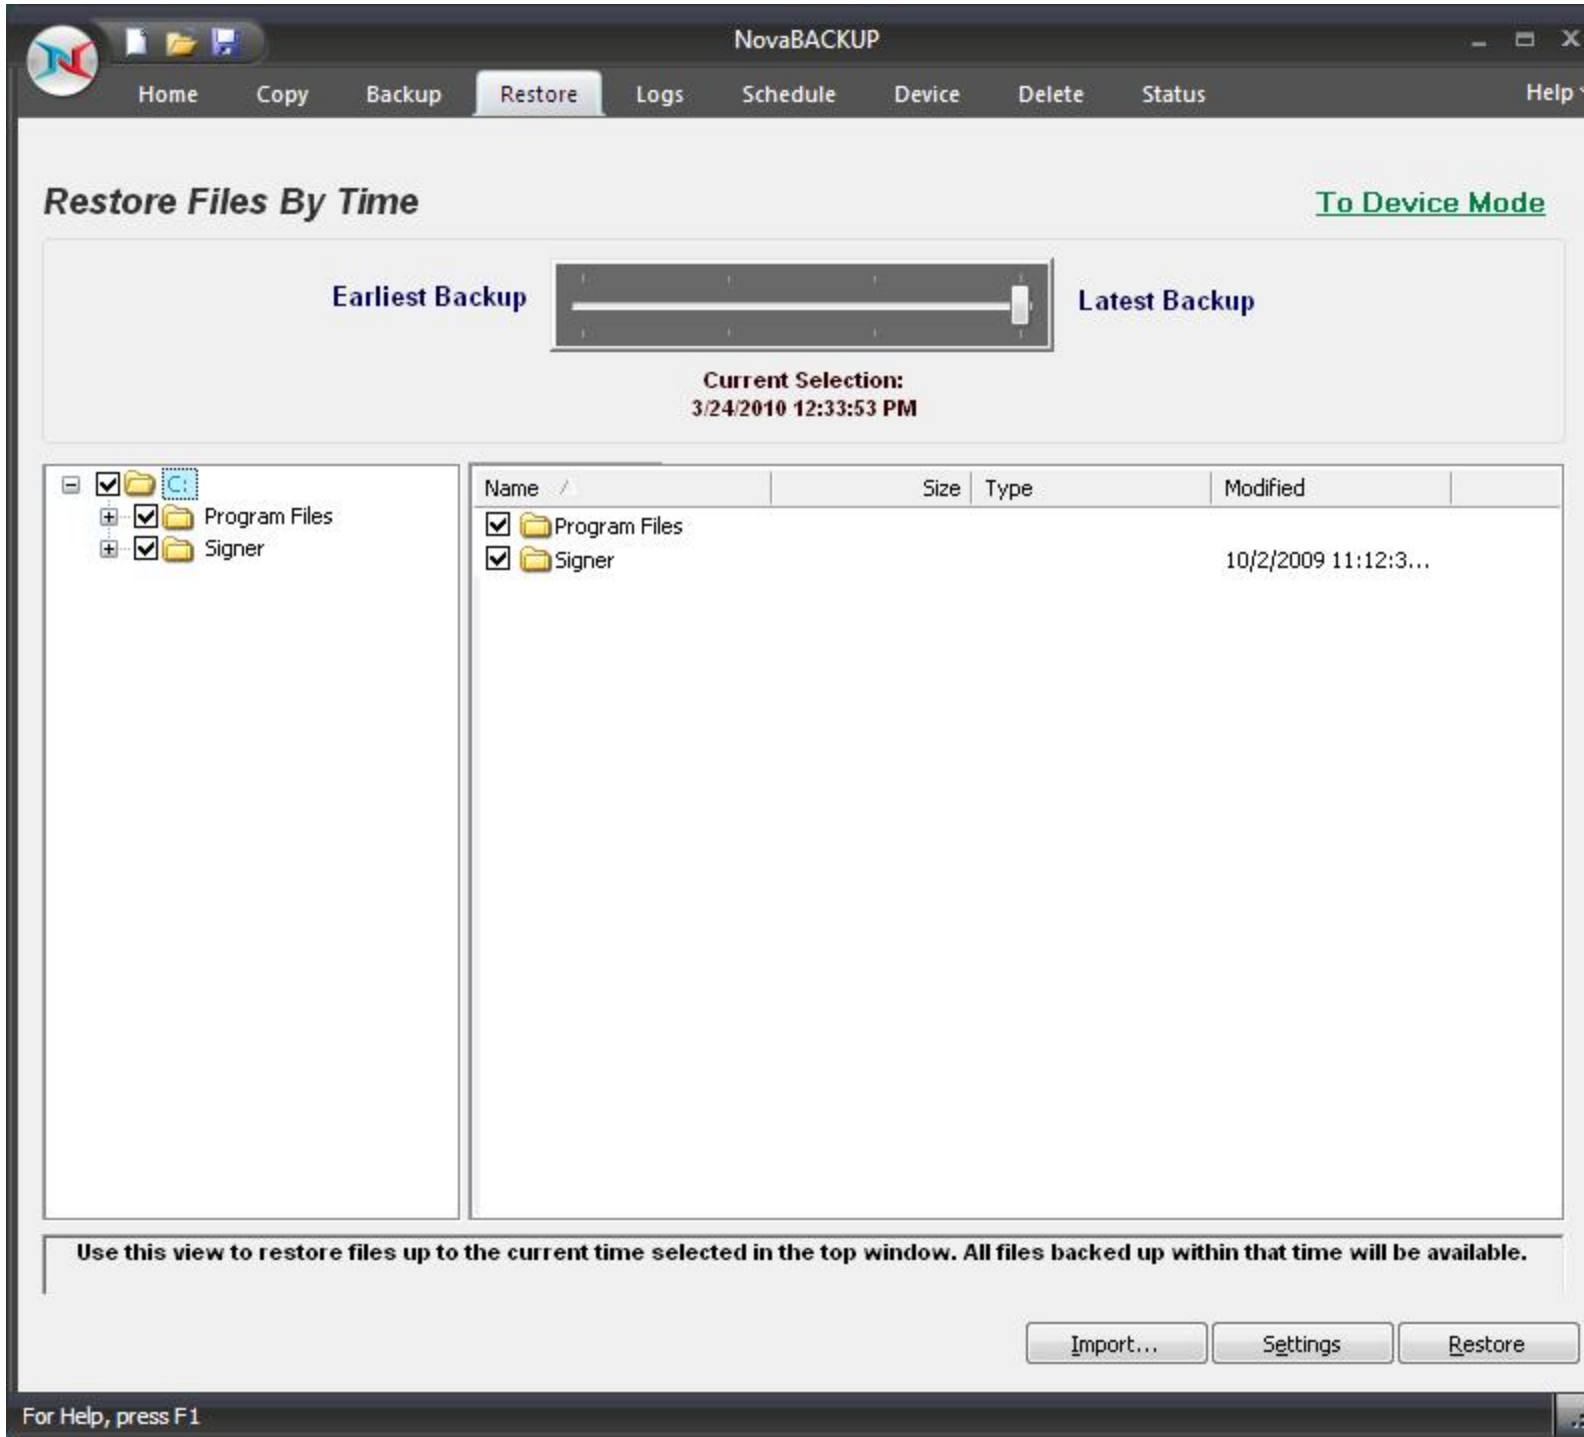 NovaBACKUP
Home Copy Backup Restore Logs Schedule Device Delete Status Help
Restore Files By Time
To Device Mode
Earliest Backup
Latest Backup
Current Selection:
3/24/2010 12:33:53 PM
C:
Program Files
Signer
Name Size Type Modified
Program Files
Signer 10/2/2009 11:12:3...
Use this view to restore files up to the current time selected in the top window. All files backed up within that time will be available.
Import... Settings Restore
For Help, press F1